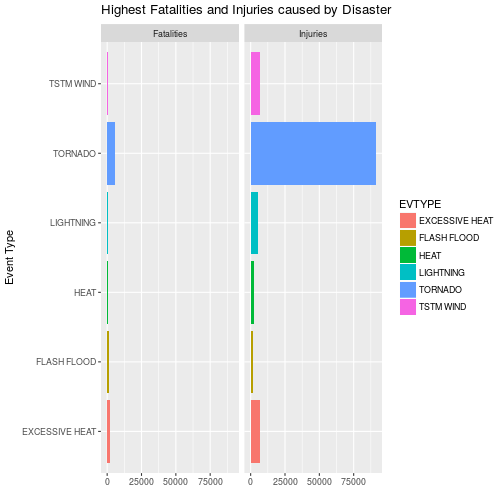 Highest Fatalities and Injuries caused by Disaster
Fatalities Injuries
TSTM WIND
TORNADO
LIGHTNING
HEAT
FLASH FLOOD
EXCESSIVE HEAT
Event Type
0 25000 50000 75000 0 25000 50000 75000
EVTYPE
EXCESSIVE HEAT
FLASH FLOOD
HEAT
LIGHTNING
TORNADO
TSTM WIND